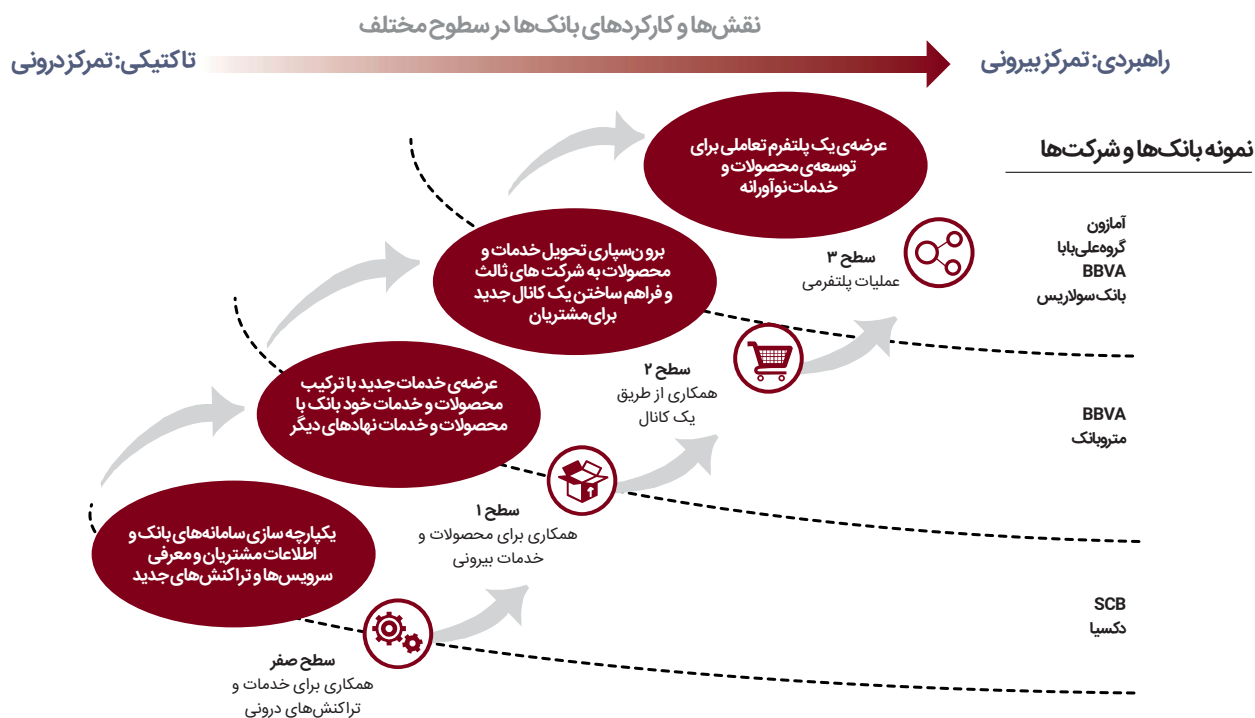 نقش‌ها و کارکردهای بانک‌ها در سطوح مختلف
راهبردی: تمرکز بیرونی
تاکتیکی: تمرکز درونی
نمونه بانک‌ها و شرکت‌ها
عرضه‌ی یک پلتفرم تعاملی برای
توسعه‌ی محصولات و
خدمات نوآورانه
آمازون
گروه علی بابا
BBVA
بانک سولاریس
سطح ۳
عملیات پلتفرمی
برون‌سپاری تحویل خدمات و
محصولات به شرکت های ثالث
و فراهم ساختن یک کانال جدید
برای مشتریان
سطح ۲
همکاری از طریق
یک کانال
BBVA
متروبانک
عرضه‌ی خدمات جدید با ترکیب
محصولات و خدمات خود بانک با
محصولات و خدمات نهادهای دیگر
سطح ۱
همکاری برای محصولات و
خدمات بیرونی
SCB
دکسیا
یکپارچه سازی سامانه‌های بانک و
اطلاعات مشتریان و معرفی
سرویس‌ها و تراکنش‌های جدید
سطح صفر
همکاری برای خدمات و
تراکنش‌های درونی